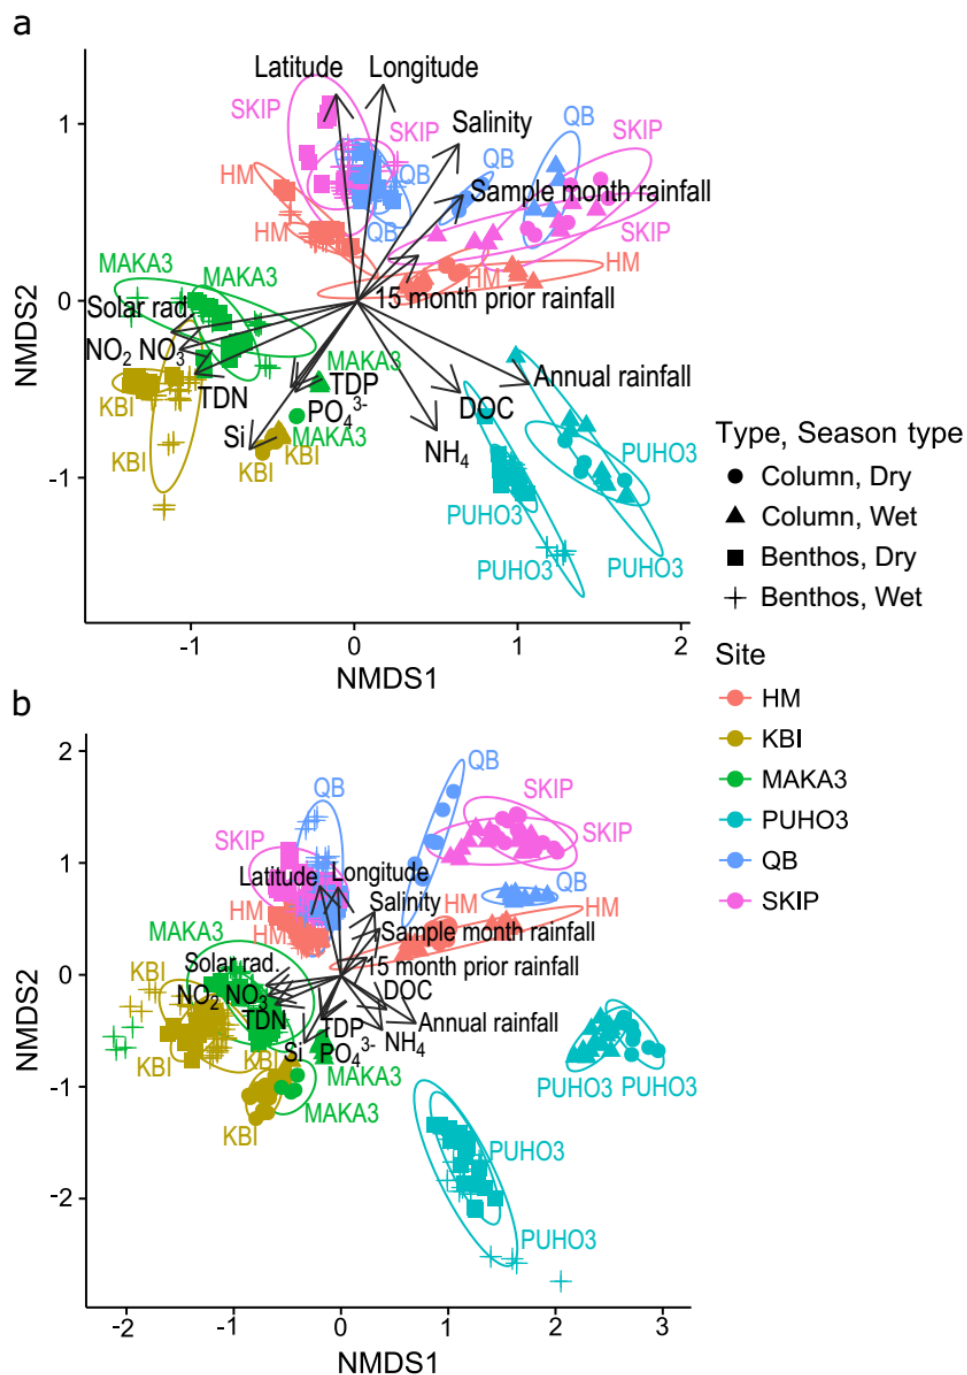 a
Latitude Longitude
SKIP SKIP Salinity QB SKIP
QB QB
HM Sample month rainfall
HM QB SKIP
MAKA3 MAKA3 HM HM
Solar rad. 15 month prior rainfall
NO2 NO3 MAKA3 Annual rainfall
KBI TDN TDP DOC
PO4 3-
Si MAKA3 NH4 PUHO3
KBI KBI KBI
PUHO3
PUHO3 PUHO3
1
0
-1
NMDS2
-1 0 1 2
NMDS1
Type, Season type
Column, Dry
Column, Wet
Benthos, Dry
Benthos, Wet
Site
HM
KBI
MAKA3
PUHO3
QB
SKIP
b
QB
QB SKIP
SKIP SKIP
Latitude Longitude QB
HM Salinity HM
MAKA3 HM Sample month rainfall
KBI Solar rad. 15 month prior rainfall
NO2 NO3 DOC
TDN TDP Annual rainfall
KBI KBI Si PO4 3- NH4
MAKA3 PUHO3 PUHO3
MAKA3
KBI
PUHO3
PUHO3
2
1
0
-1
-2
NMDS2
-2 -1 0 1 2 3
NMDS1